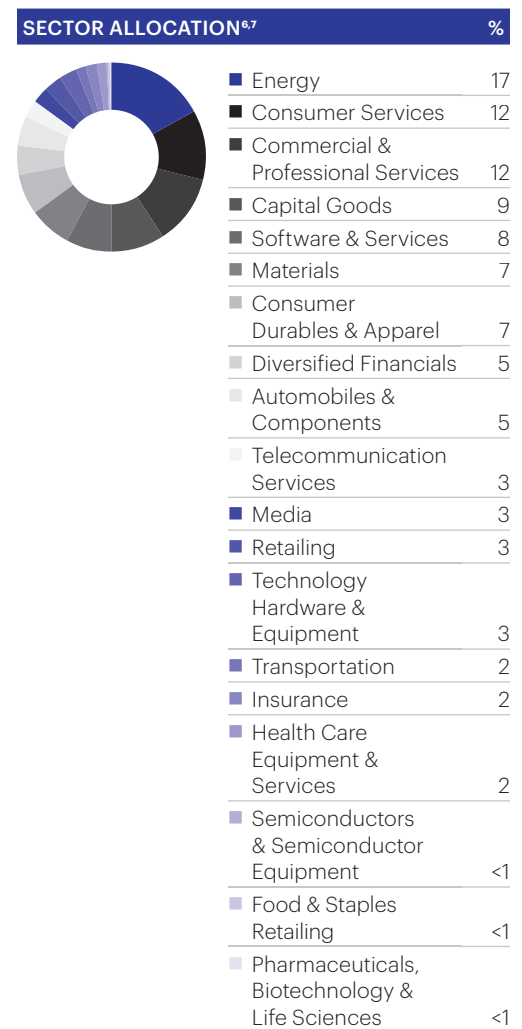 SECTOR ALLOCATION6,7 %
Energy 17
Consumer Services 12
Commercial &
Professional Services 12
Capital Goods 9
Software & Services 8
Materials 7
Consumer
Durables & Apparel 7
Diversified Financials 5
Automobiles &
Components 5
Telecommunication
Services 3
Media 3
Retailing 3
Technology
Hardware &
Equipment 3
Transportation 2
Insurance 2
Health Care
Equipment &
Services 2
Semiconductors
& Semiconductor
Equipment <1
Food & Staples
Retailing <1
Pharmaceuticals,
Biotechnology &
Life Sciences <1